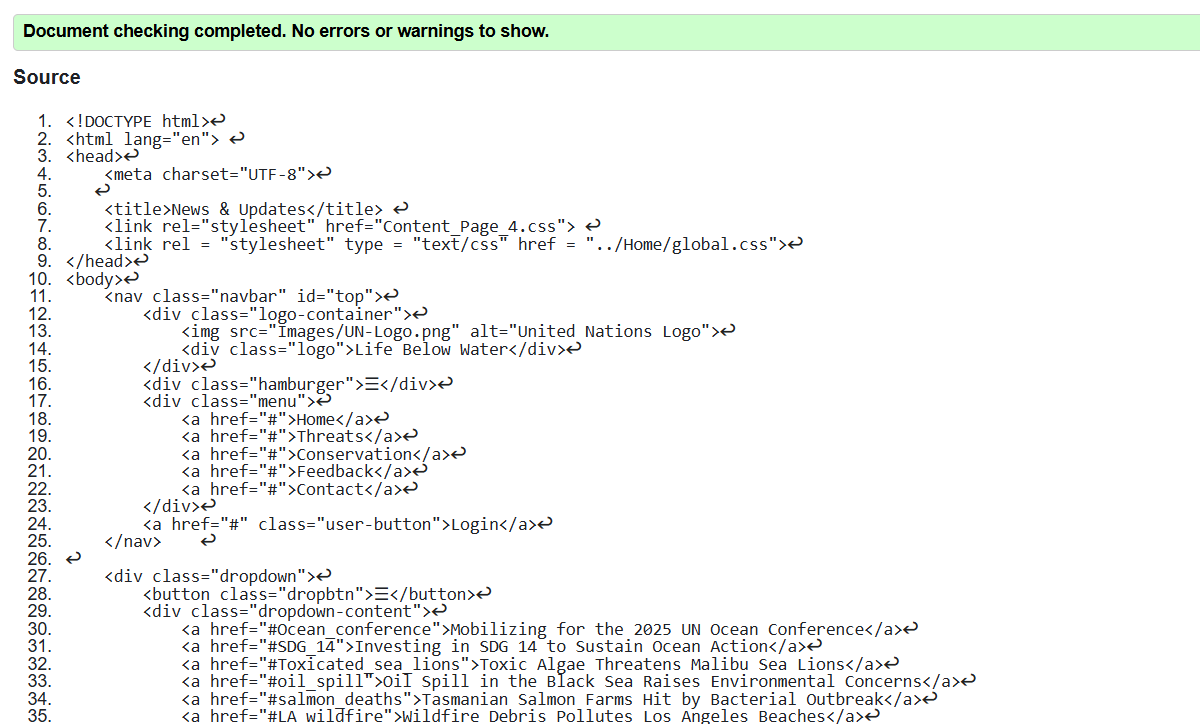 Document checking completed. No errors or warnings to show.
Source
1. <!DOCTYPE html>↩
2. <html lang="en"> ↩
3. <head>↩
4.     <meta charset="UTF-8">↩
5.    ↩
6.     <title>News & Updates</title> ↩
7.     <link rel="stylesheet" href="Content_Page_4.css"> ↩
8.     <link rel = "stylesheet" type = "text/css" href = "../Home/global.css">↩
9. </head>↩
10. <body>↩
11.     <nav class="navbar" id="top">↩
12.         <div class="logo-container">↩
13.             <img src="Images/UN-Logo.png" alt="United Nations Logo">↩
14.             <div class="logo">Life Below Water</div>↩
15.         </div>↩
16.         <div class="hamburger">☰</div>↩
17.         <div class="menu">↩
18.             <a href="#">Home</a>↩
19.             <a href="#">Threats</a>↩
20.             <a href="#">Conservation</a>↩
21.             <a href="#">Feedback</a>↩
22.             <a href="#">Contact</a>↩
23.         </div>↩
24.         <a href="#" class="user-button">Login</a>↩
25.     </nav>    ↩
26. ↩
27.     <div class="dropdown">↩
28.         <button class="dropbtn">☰</button>↩
29.         <div class="dropdown-content">↩
30.             <a href="#Ocean_conference">Mobilizing for the 2025 UN Ocean Conference</a>↩
31.             <a href="#SDG_14">Investing in SDG 14 to Sustain Ocean Action</a>↩
32.             <a href="#Toxicated_sea_lions">Toxic Algae Threatens Malibu Sea Lions</a>↩
33.             <a href="#oil_spill">Oil Spill in the Black Sea Raises Environmental Concerns</a>↩
34.             <a href="#salmon_deaths">Tasmanian Salmon Farms Hit by Bacterial Outbreak</a>↩
35.             <a href="#LA_wildfire">Wildfire Debris Pollutes Los Angeles Beaches</a>↩